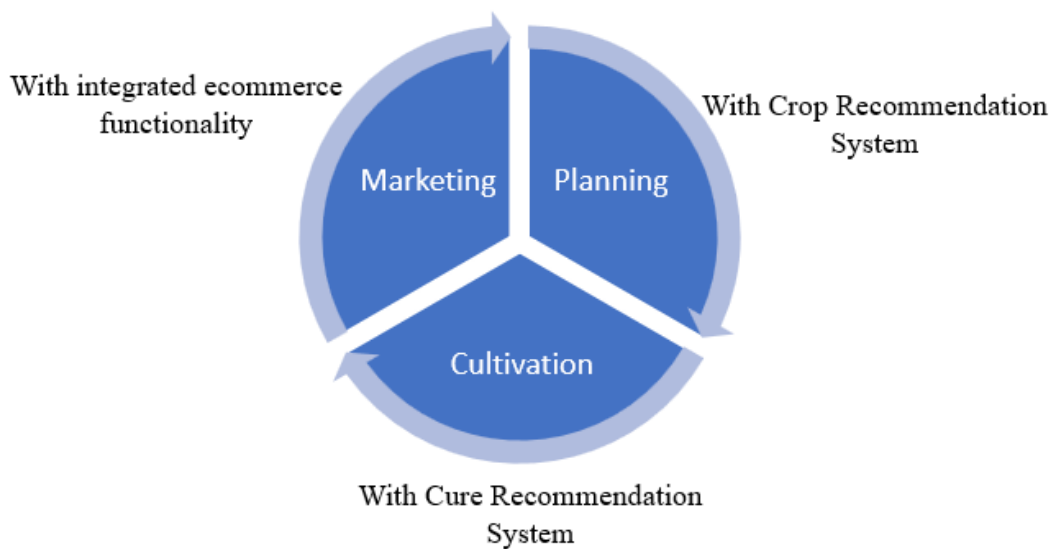 With integrated ecommerce
functionality
With Crop Recommendation
System
Marketing
Planning
Cultivation
With Cure Recommendation
System